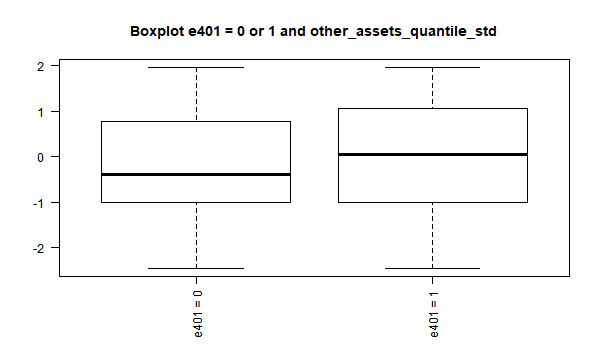 Boxplot e401 = 0 or 1 and other_assets_quantile_std
2
1
0
-1
-2
e401 = 0
e401 = 1